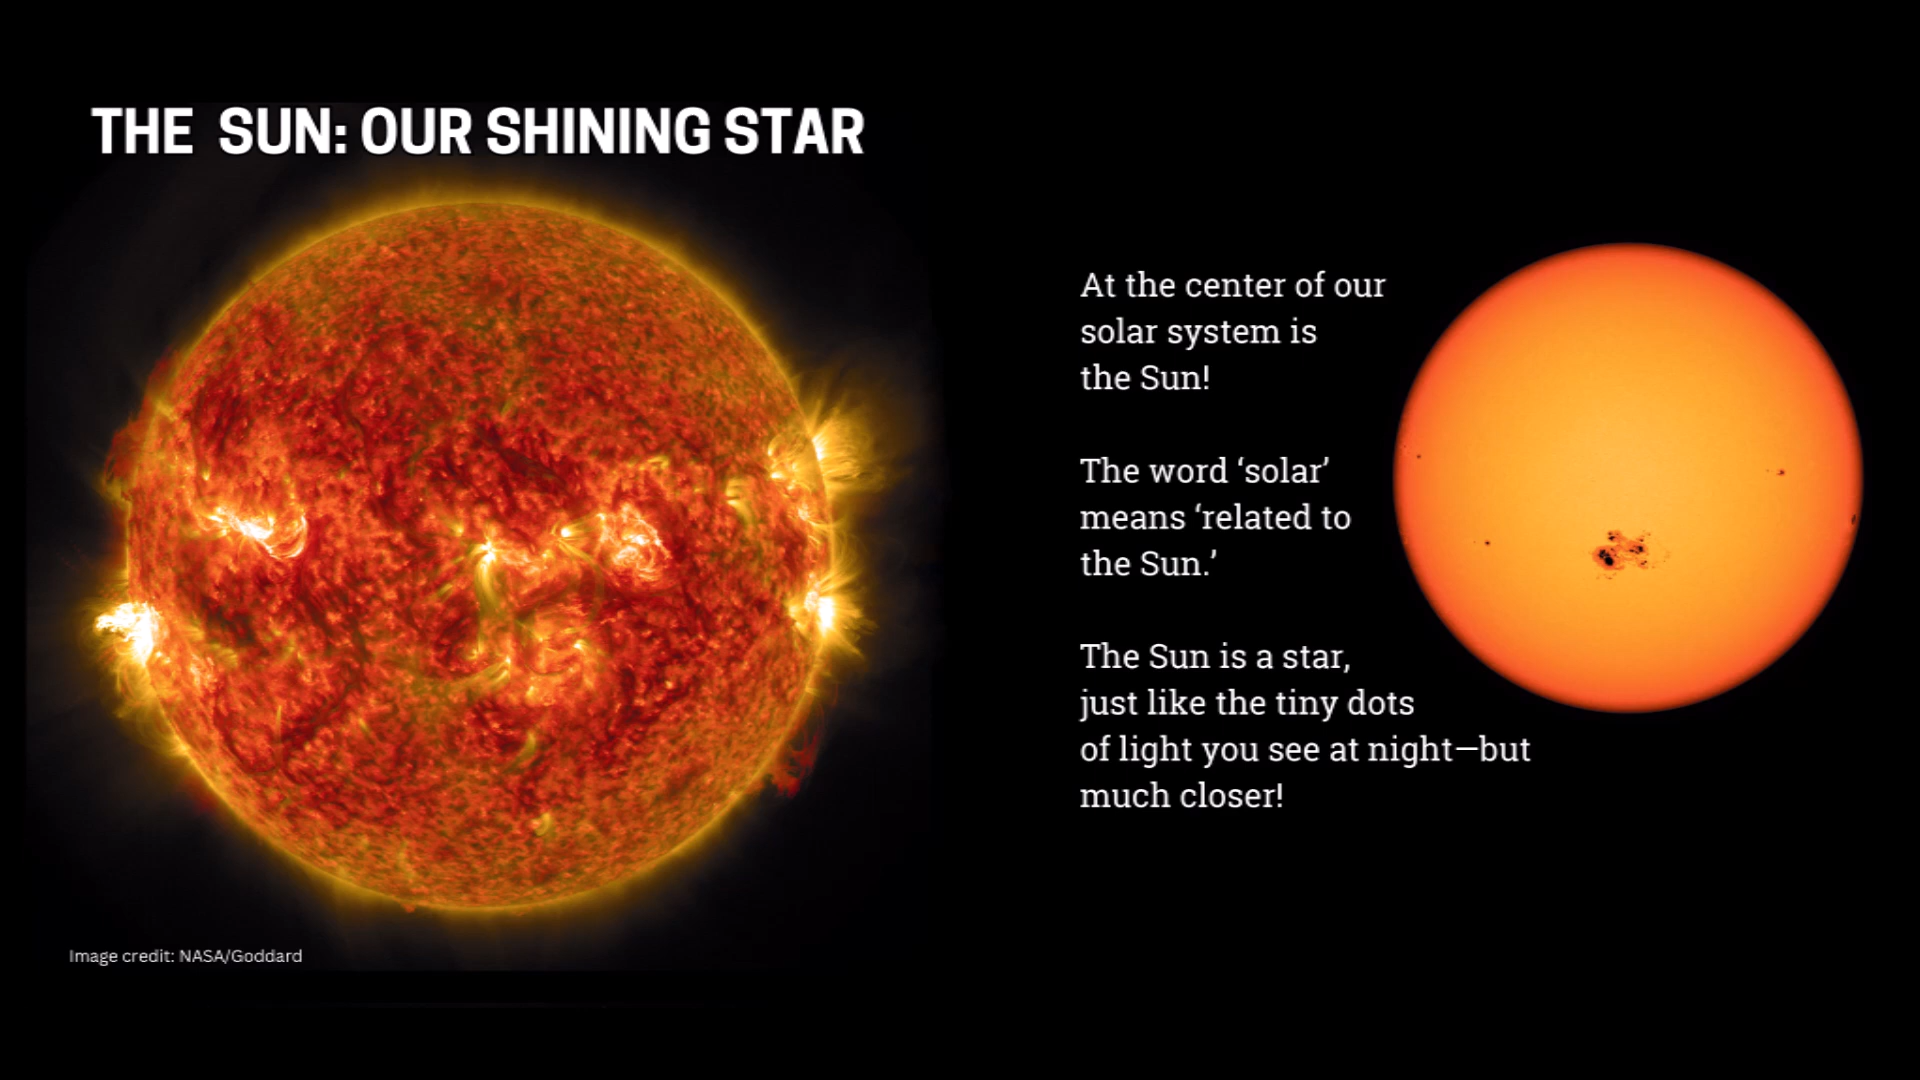 THE SUN: OUR SHINING STAR
At the center of our
solar system is
the Sun!
The word ‘solar’
means ‘related to
the Sun.’
The Sun is a star,
just like the tiny dots
of light you see at night—but
much closer!
Image credit: NASA/Goddard